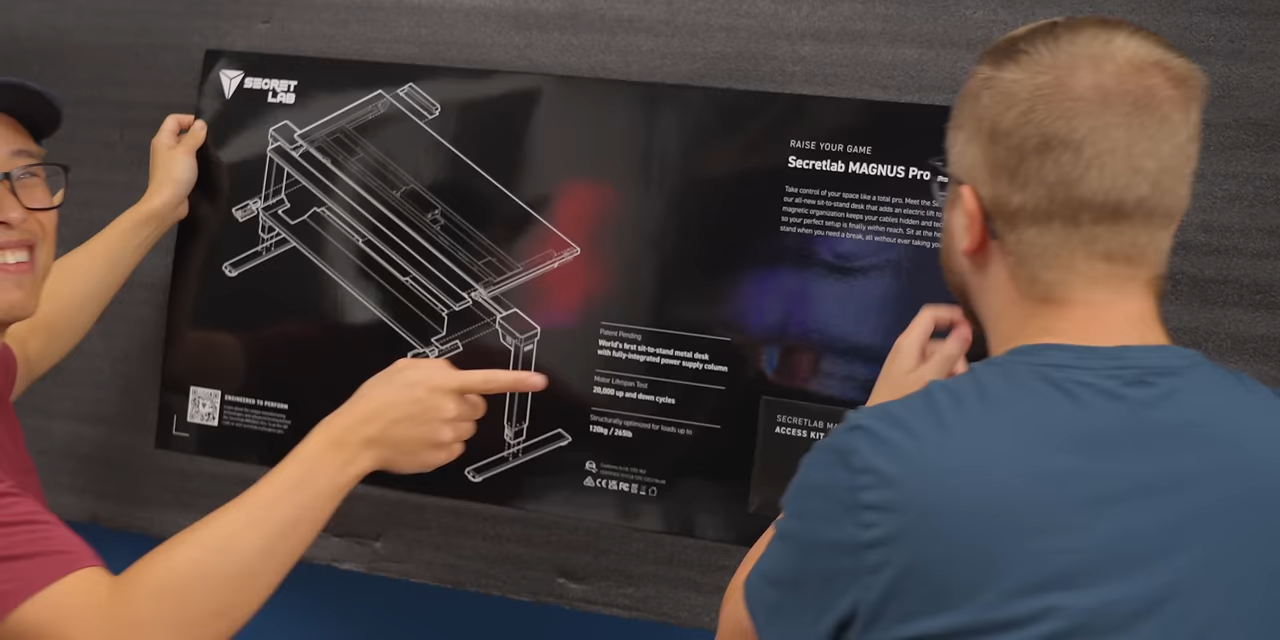 SECRET
LAB
RAISE YOUR GAME
Secretlab MAGNUS Pro
Take control of your space like a total pro. Meet the
our all-new sit-to-stand desk that adds an electric lift to
magnetic organization keeps your cables hidden and
so your perfect setup is finally within reach. Sit at the
stand when you need a break, all without ever taking
Patent Pending
World's first sit-to-stand metal desk
with fully-integrated power supply column
Motor Lifespan Test
20,000 up and down cycles
Structurally optimized for loads up to
120kg / 265lb
ENGINEERED TO PERFORM
SECRETLAB
ACCESS KIT